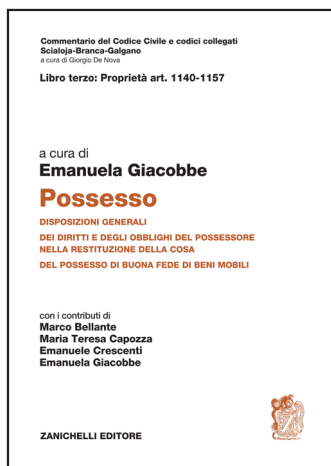 Commentario del Codice Civile e codici collegati
Scialoja-Branca-Galgano
a cura di Giorgio De Nova
Libro terzo: Proprietà art. 1140-1157
a cura di
Emanuela Giacobbe
Possesso
DISPOSIZIONI GENERALI
DEI DIRITTI E DEGLI OBBLIGHI DEL POSSESSORE
NELLA RESTITUZIONE DELLA COSA
DEL POSSESSO DI BUONA FEDE DI BENI MOBILI
con i contributi di
Marco Bellante
Maria Teresa Capozza
Emanuele Crescenti
Emanuela Giacobbe
ZANICHELLI EDITORE